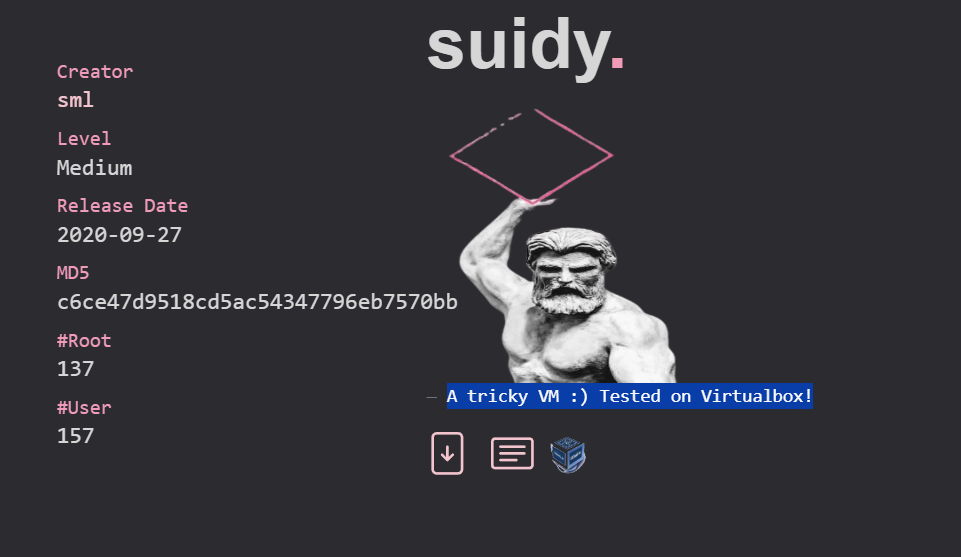 suidy.
Creator
sml
Level
Medium
Release Date
2020-09-27
MD5
c6ce47d9518cd5ac54347796eb7570bb
#Root
137
#User
157
— A tricky VM :) Tested on Virtualbox!